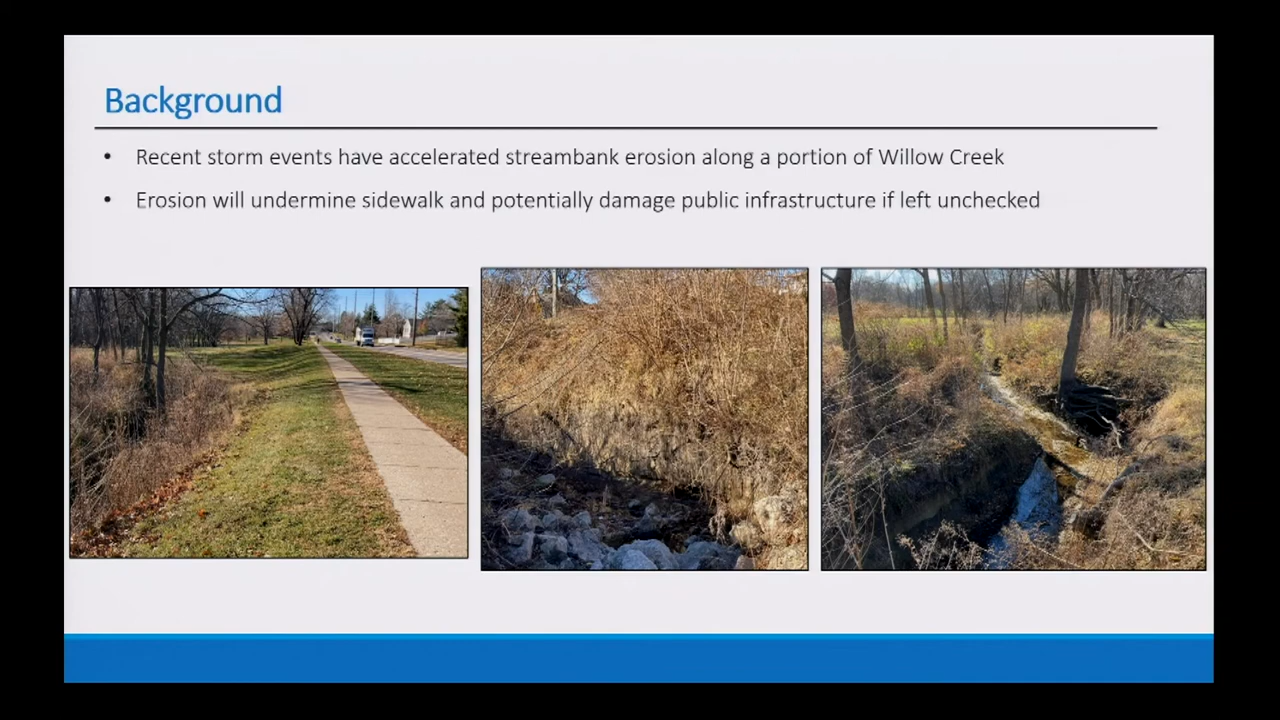 Background
• Recent storm events have accelerated streambank erosion along a portion of Willow Creek
• Erosion will undermine sidewalk and potentially damage public infrastructure if left unchecked